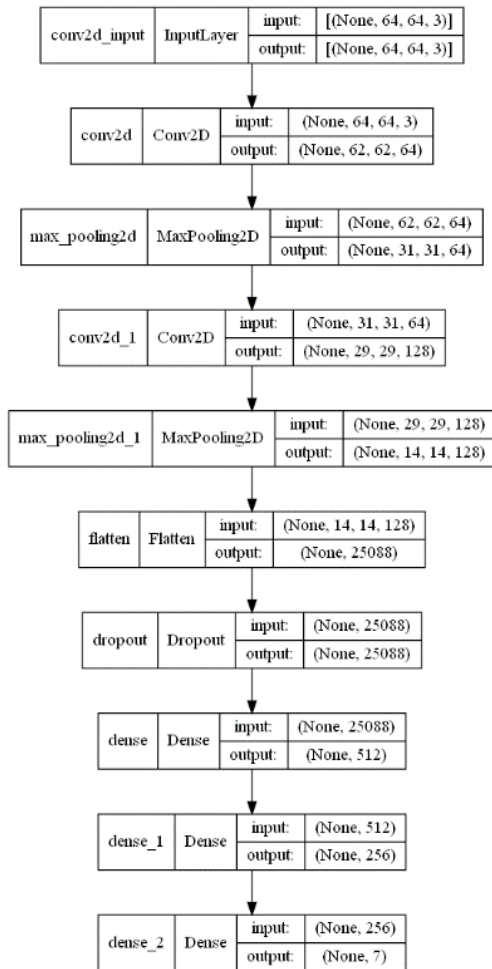 conv2d_input InputLayer input: [(None, 64, 64, 3)]
output: [(None, 64, 64, 3)]
conv2d Conv2D input: (None, 64, 64, 3)
output: (None, 62, 62, 64)
max_pooling2d MaxPooling2D input: (None, 62, 62, 64)
output: (None, 31, 31, 64)
conv2d_1 Conv2D input: (None, 31, 31, 64)
output: (None, 29, 29, 128)
max_pooling2d_1 MaxPooling2D input: (None, 29, 29, 128)
output: (None, 14, 14, 128)
flatten Flatten input: (None, 14, 14, 128)
output: (None, 25088)
dropout Dropout input: (None, 25088)
output: (None, 25088)
dense Dense input: (None, 25088)
output: (None, 512)
dense_1 Dense input: (None, 512)
output: (None, 256)
dense_2 Dense input: (None, 256)
output: (None, 7)